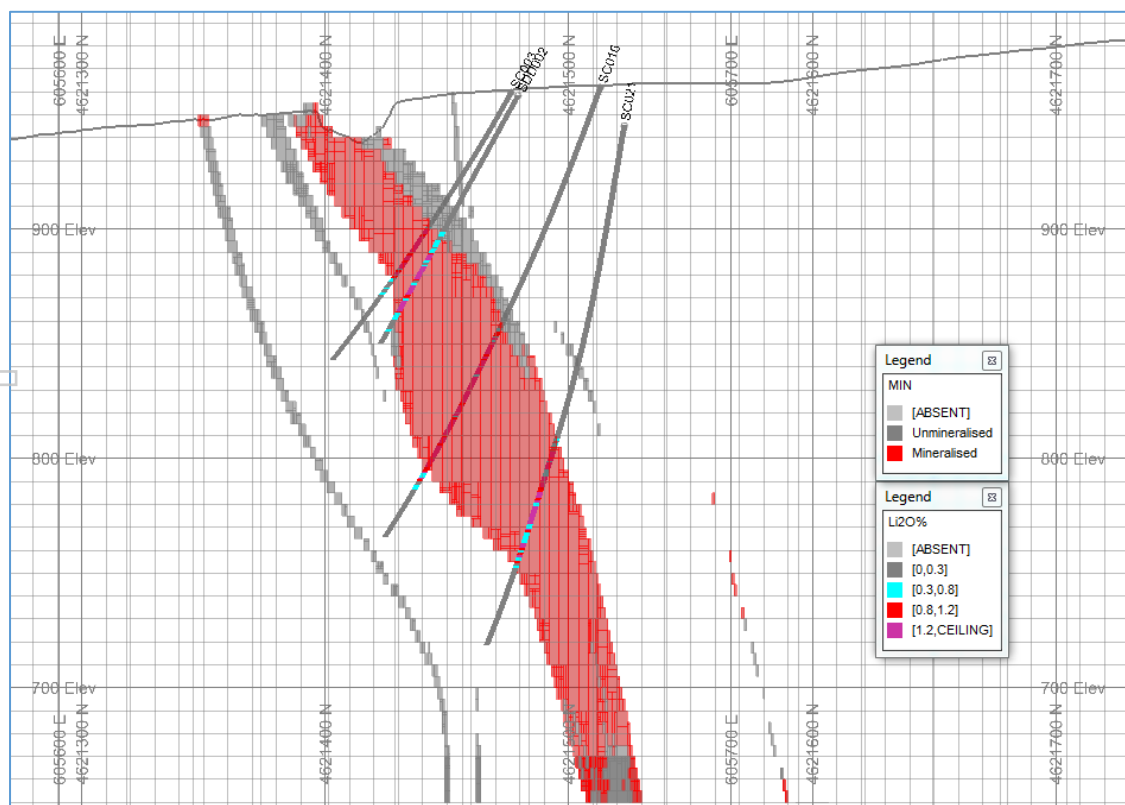 605600 E
4621300 N
4621400 N
SC003
SDD002
4621500 N
SC016
SC021
605700 E
4621600 N
4621700 N
900 Elev
900 Elev
800 Elev
800 Elev
700 Elev
700 Elev
605600 E
4621300 N
4621400 N
4621500 N
605700 E
4621600 N
4621700 N
Legend
MIN
[ABSENT]
Unmineralised
Mineralised
Legend
Li2O%
[ABSENT]
[0,0.3]
[0.3,0.8]
[0.8,1.2]
[1.2,CEILING]